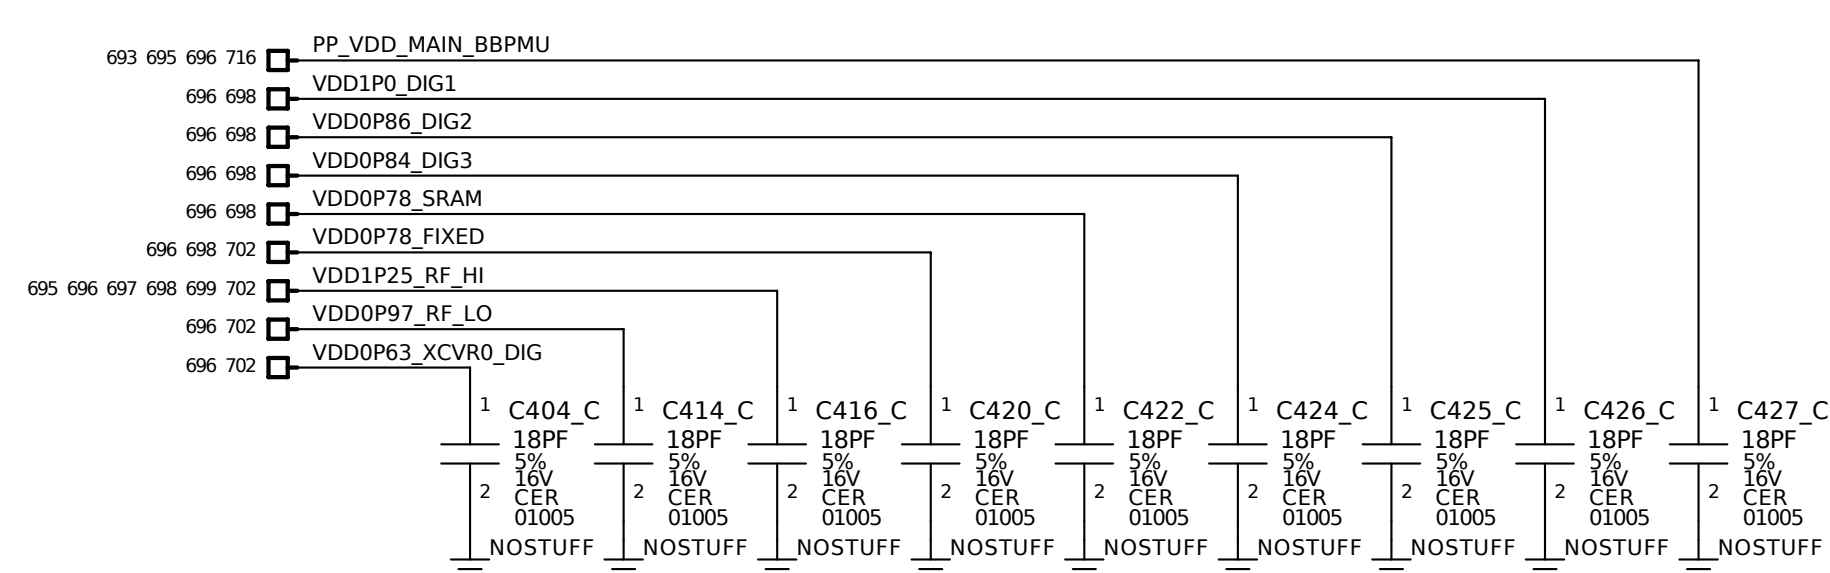 693 695 696 716 PP_VDD_MAIN_BBPMU
696 698 VDD1P0_DIG1
696 698 VDD0P86_DIG2
696 698 VDD0P84_DIG3
696 698 VDD0P78_SRAM
696 698 702 VDD0P78_FIXED
695 696 697 698 699 702 VDD1P25_RF_HI
696 702 VDD0P97_RF_LO
696 702 VDD0P63_XCVR0_DIG
1 C404_C 1 C414_C 1 C416_C 1 C420_C 1 C422_C 1 C424_C 1 C425_C 1 C426_C 1 C427_C
18PF 18PF 18PF 18PF 18PF 18PF 18PF 18PF 18PF
5% 5% 5% 5% 5% 5% 5% 5% 5%
16V 16V 16V 16V 16V 16V 16V 16V 16V
2 CER 2 CER 2 CER 2 CER 2 CER 2 CER 2 CER 2 CER 2 CER
01005 01005 01005 01005 01005 01005 01005 01005 01005
NOSTUFF NOSTUFF NOSTUFF NOSTUFF NOSTUFF NOSTUFF NOSTUFF NOSTUFF NOSTUFF